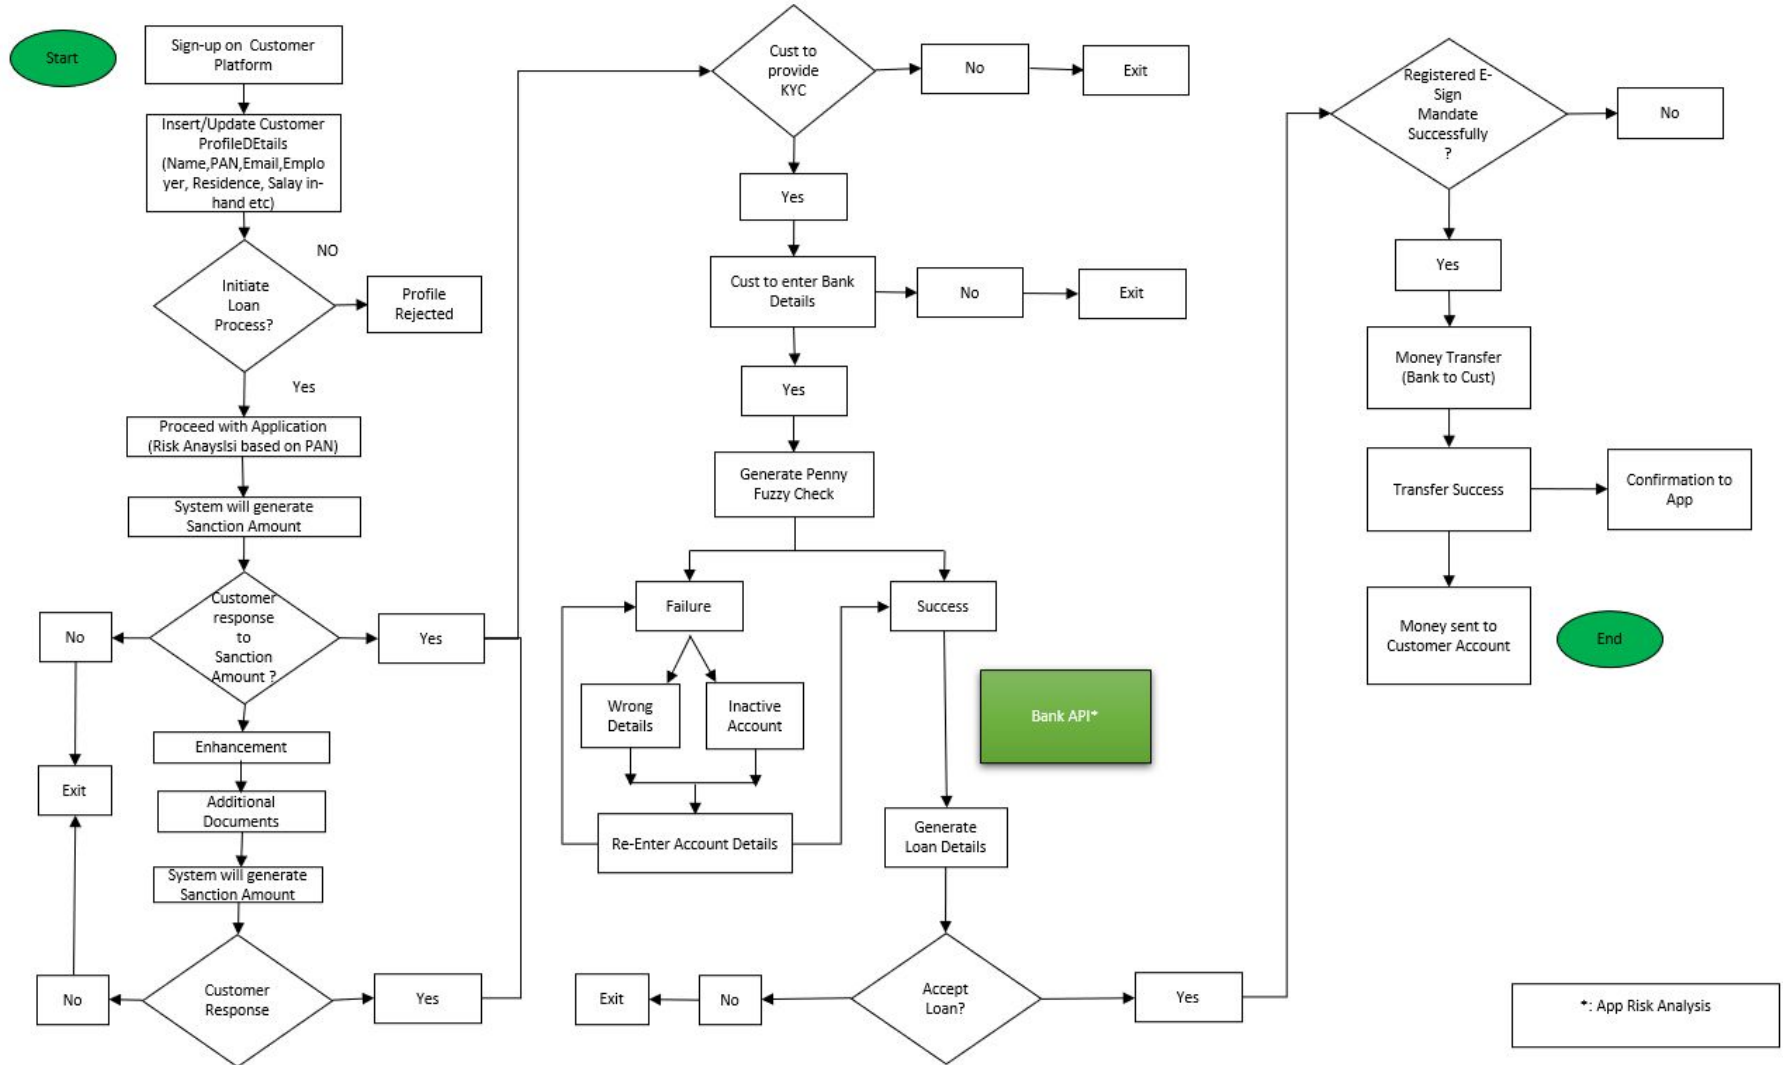 Start
Sign-up on Customer
Platform
Insert/Update Customer
ProfileDEtails
(Name,PAN,Email,Emplo
yer, Residence, Salay in-
hand etc)
NO
Initiate
Loan
Process?
Profile
Rejected
Yes
Proceed with Application
(Risk Anayslsi based on PAN)
System will generate
Sanction Amount
Customer
response
to
Sanction
Amount ?
No
Yes
Enhancement
Exit
Additional
Documents
System will generate
Sanction Amount
Customer
Response
No
Yes
Cust to
provide
KYC
No
Exit
Yes
Cust to enter Bank
Details
No
Exit
Yes
Generate Penny
Fuzzy Check
Failure
Success
Wrong
Details
Inactive
Account
Bank API*
Re-Enter Account Details
Generate
Loan Details
Accept
Loan?
No
Exit
Yes
Registered E-
Sign
Mandate
Successfully
?
No
Yes
Money Transfer
(Bank to Cust)
Transfer Success
Confirmation to
App
Money sent to
Customer Account
End
*: App Risk Analysis